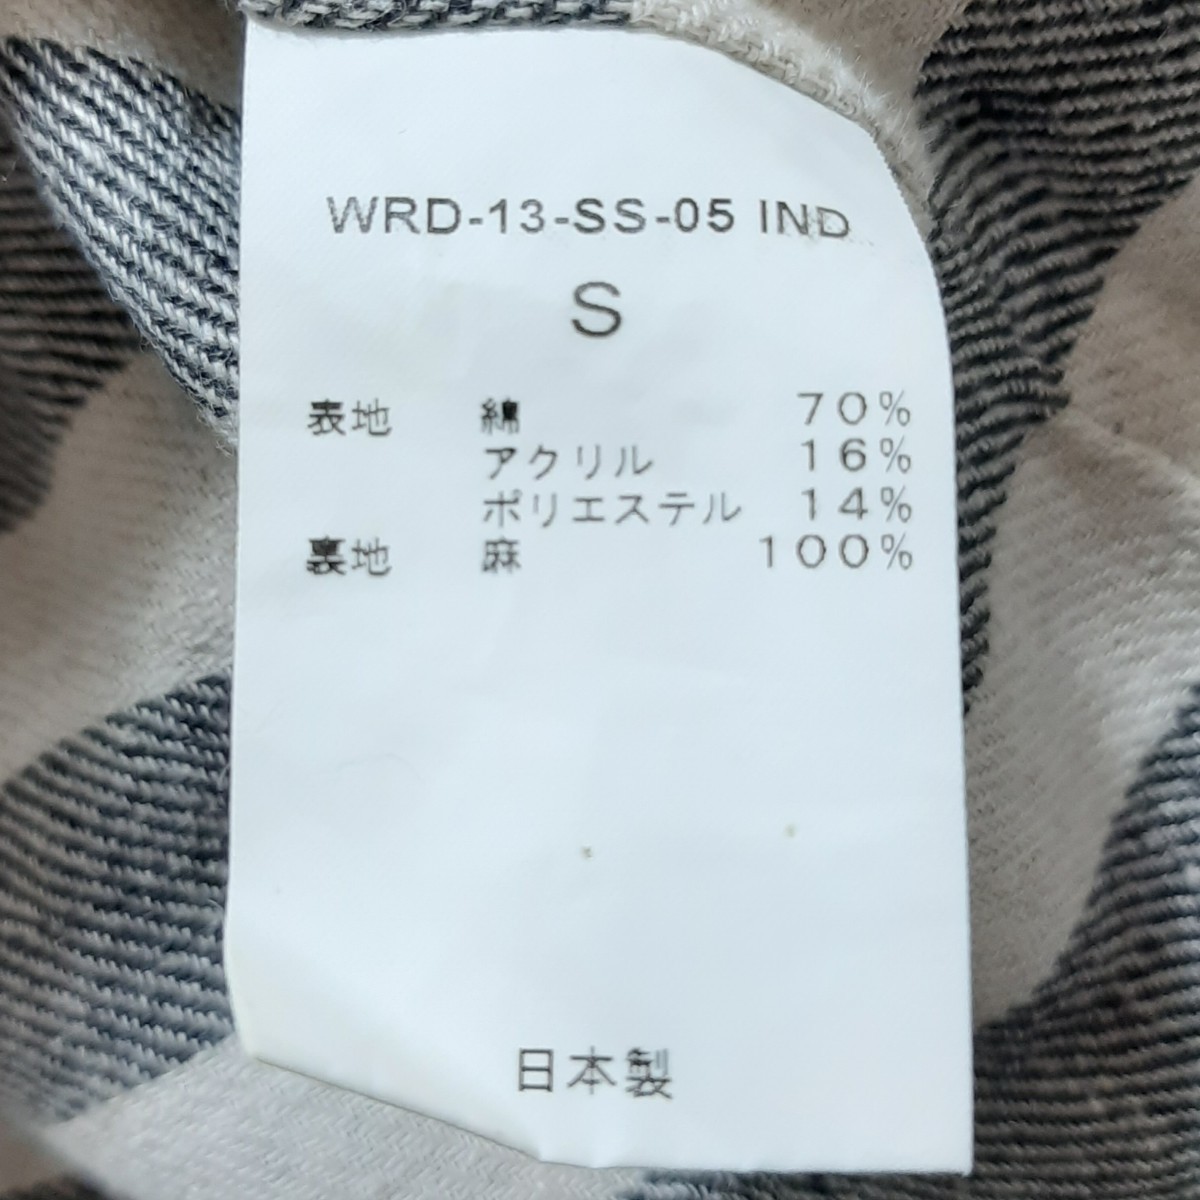 WRD-13-SS-05 IND
S
表地 綿 70%
アクリル 16%
ポリエステル 14%
裏地 麻 100%
日本製